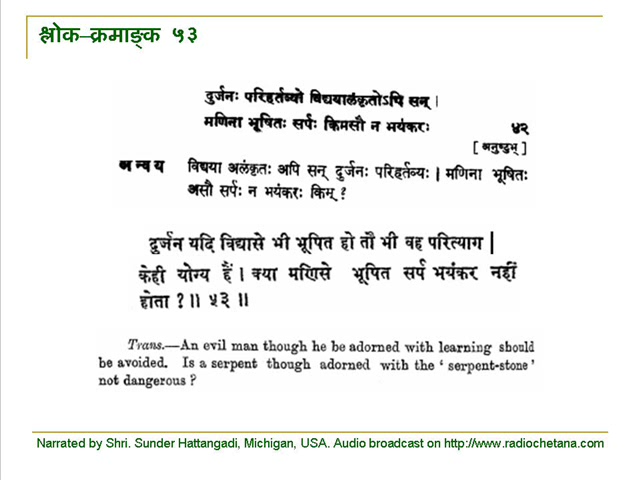 श्लोक–क्रमाङ्क ५३
दुर्जनः परिहर्तव्यो विद्ययालंकृतोऽपि सन् ।
मणिना भूषितः सर्पः किमसौ न भयंकरः ४२
[ अनुष्टुभ् ]
अन्वय विद्यया अलंकृतः अपि सन् दुर्जनः परिहर्तव्यः । मणिना भूषितः
असौ सर्पः न भयंकरः किम् ?
दुर्जन यदि विद्यासे भी भूषित हो तौ भी वह परित्याग |
केही योग्य हैं । क्या मणिसे भूषित सर्प भयंकर नहीं
होता ? ॥ ५३ ॥
Trans.—An evil man though he be adorned with learning should
be avoided. Is a serpent though adorned with the ‘ serpent-stone ’
not dangerous ?
Narrated by Shri. Sunder Hattangadi, Michigan, USA. Audio broadcast on http://www.radiochetana.com